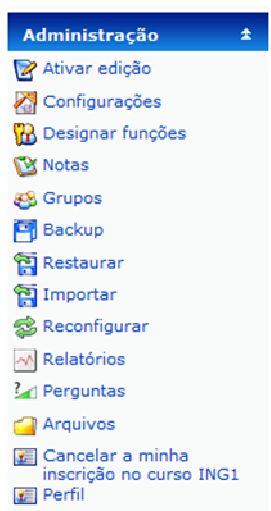 Administração
Ativar edição
Configurações
Designar funções
Notas
Grupos
Backup
Restaurar
Importar
Reconfigurar
Relatórios
Perguntas
Arquivos
Cancelar a minha
inscrição no curso ING1
Perfil